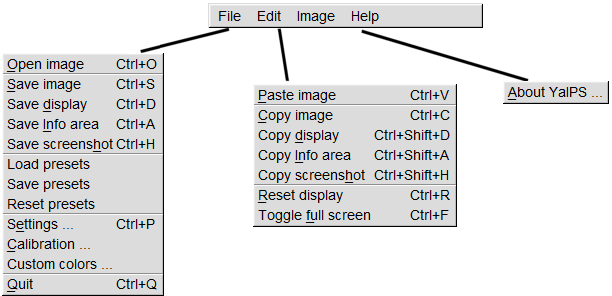 File Edit Image Help
Open image Ctrl+O
Save image Ctrl+S
Save display Ctrl+D
Save Info area Ctrl+A
Save screenshot Ctrl+H
Load presets
Save presets
Reset presets
Settings ... Ctrl+P
Calibration ...
Custom colors ...
Quit Ctrl+Q
Paste image Ctrl+V
Copy image Ctrl+C
Copy display Ctrl+Shift+D
Copy Info area Ctrl+Shift+A
Copy screenshot Ctrl+Shift+H
Reset display Ctrl+R
Toggle full screen Ctrl+F
About YaIPS ...